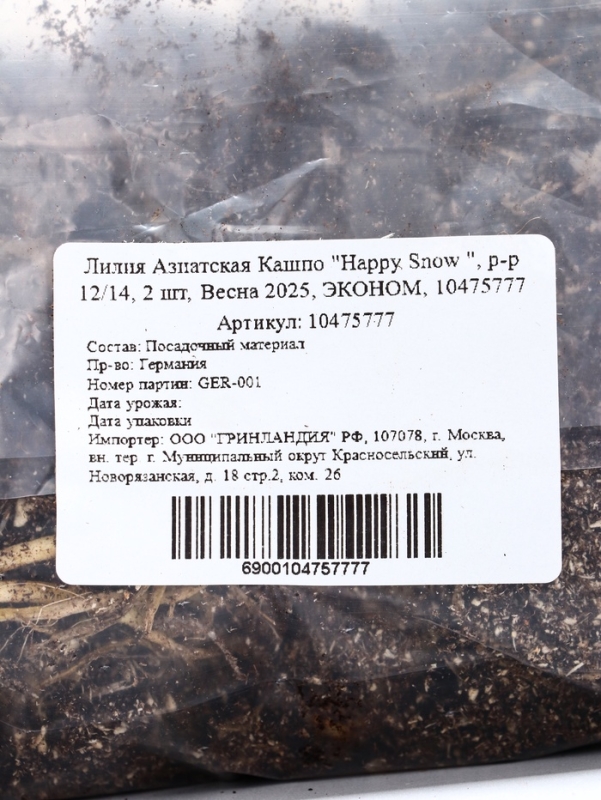 Лилия Азиатская Кашпо "Happy Snow ", р-р
12/14, 2 шт, Весна 2025, ЭКОНОМ, 10475777
Артикул: 10475777
Состав: Посадочный материал
Пр-во: Германия
Номер партии: GER-001
Дата урожая:
Дата упаковки
Импортер: ООО "ГРИНЛАНДИЯ" РФ, 107078, г. Москва,
вн. тер. г. Муниципальный округ Красносельский, ул.
Новорязанская, д. 18 стр.2, ком. 26
6900104757777